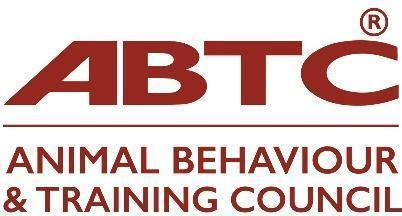 ABTC®
ANIMAL BEHAVIOUR
& TRAINING COUNCIL